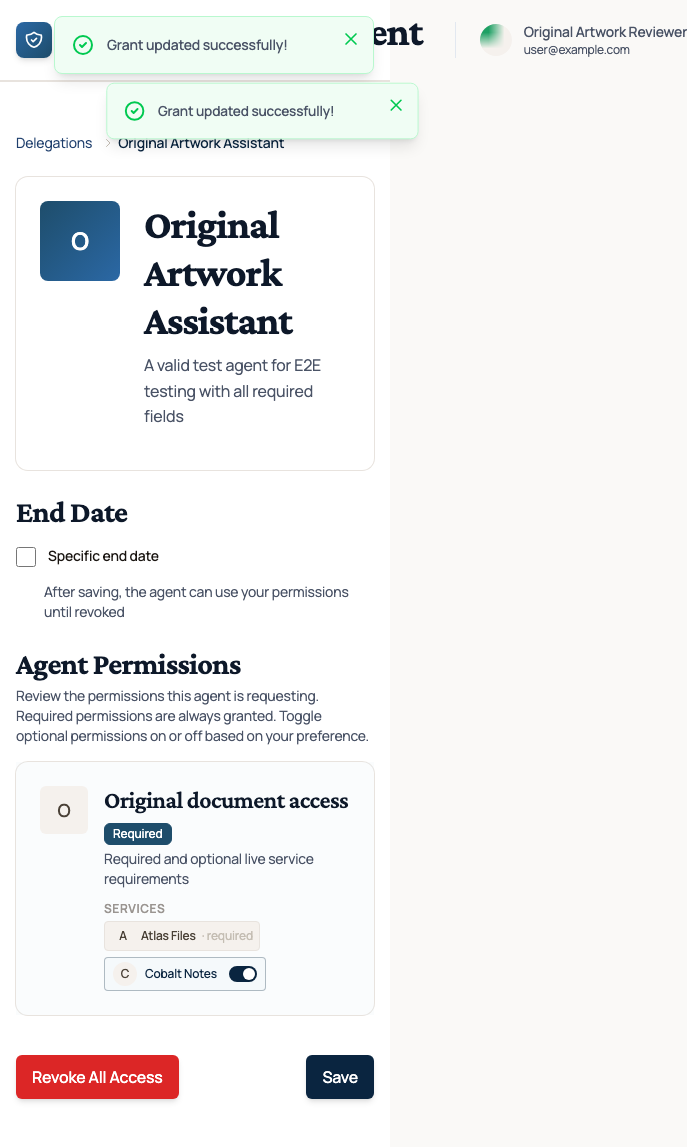 Grant updated successfully!
Original Artwork Reviewer
user@example.com
Grant updated successfully!
Delegations
Original Artwork Assistant
O
Original
Artwork
Assistant
A valid test agent for E2E
testing with all required
fields
End Date
Specific end date
After saving, the agent can use your permissions
until revoked
Agent Permissions
Review the permissions this agent is requesting.
Required permissions are always granted. Toggle
optional permissions on or off based on your preference.
O
Original document access
Required
Required and optional live service
requirements
SERVICES
A Atlas Files · required
C Cobalt Notes
Revoke All Access
Save